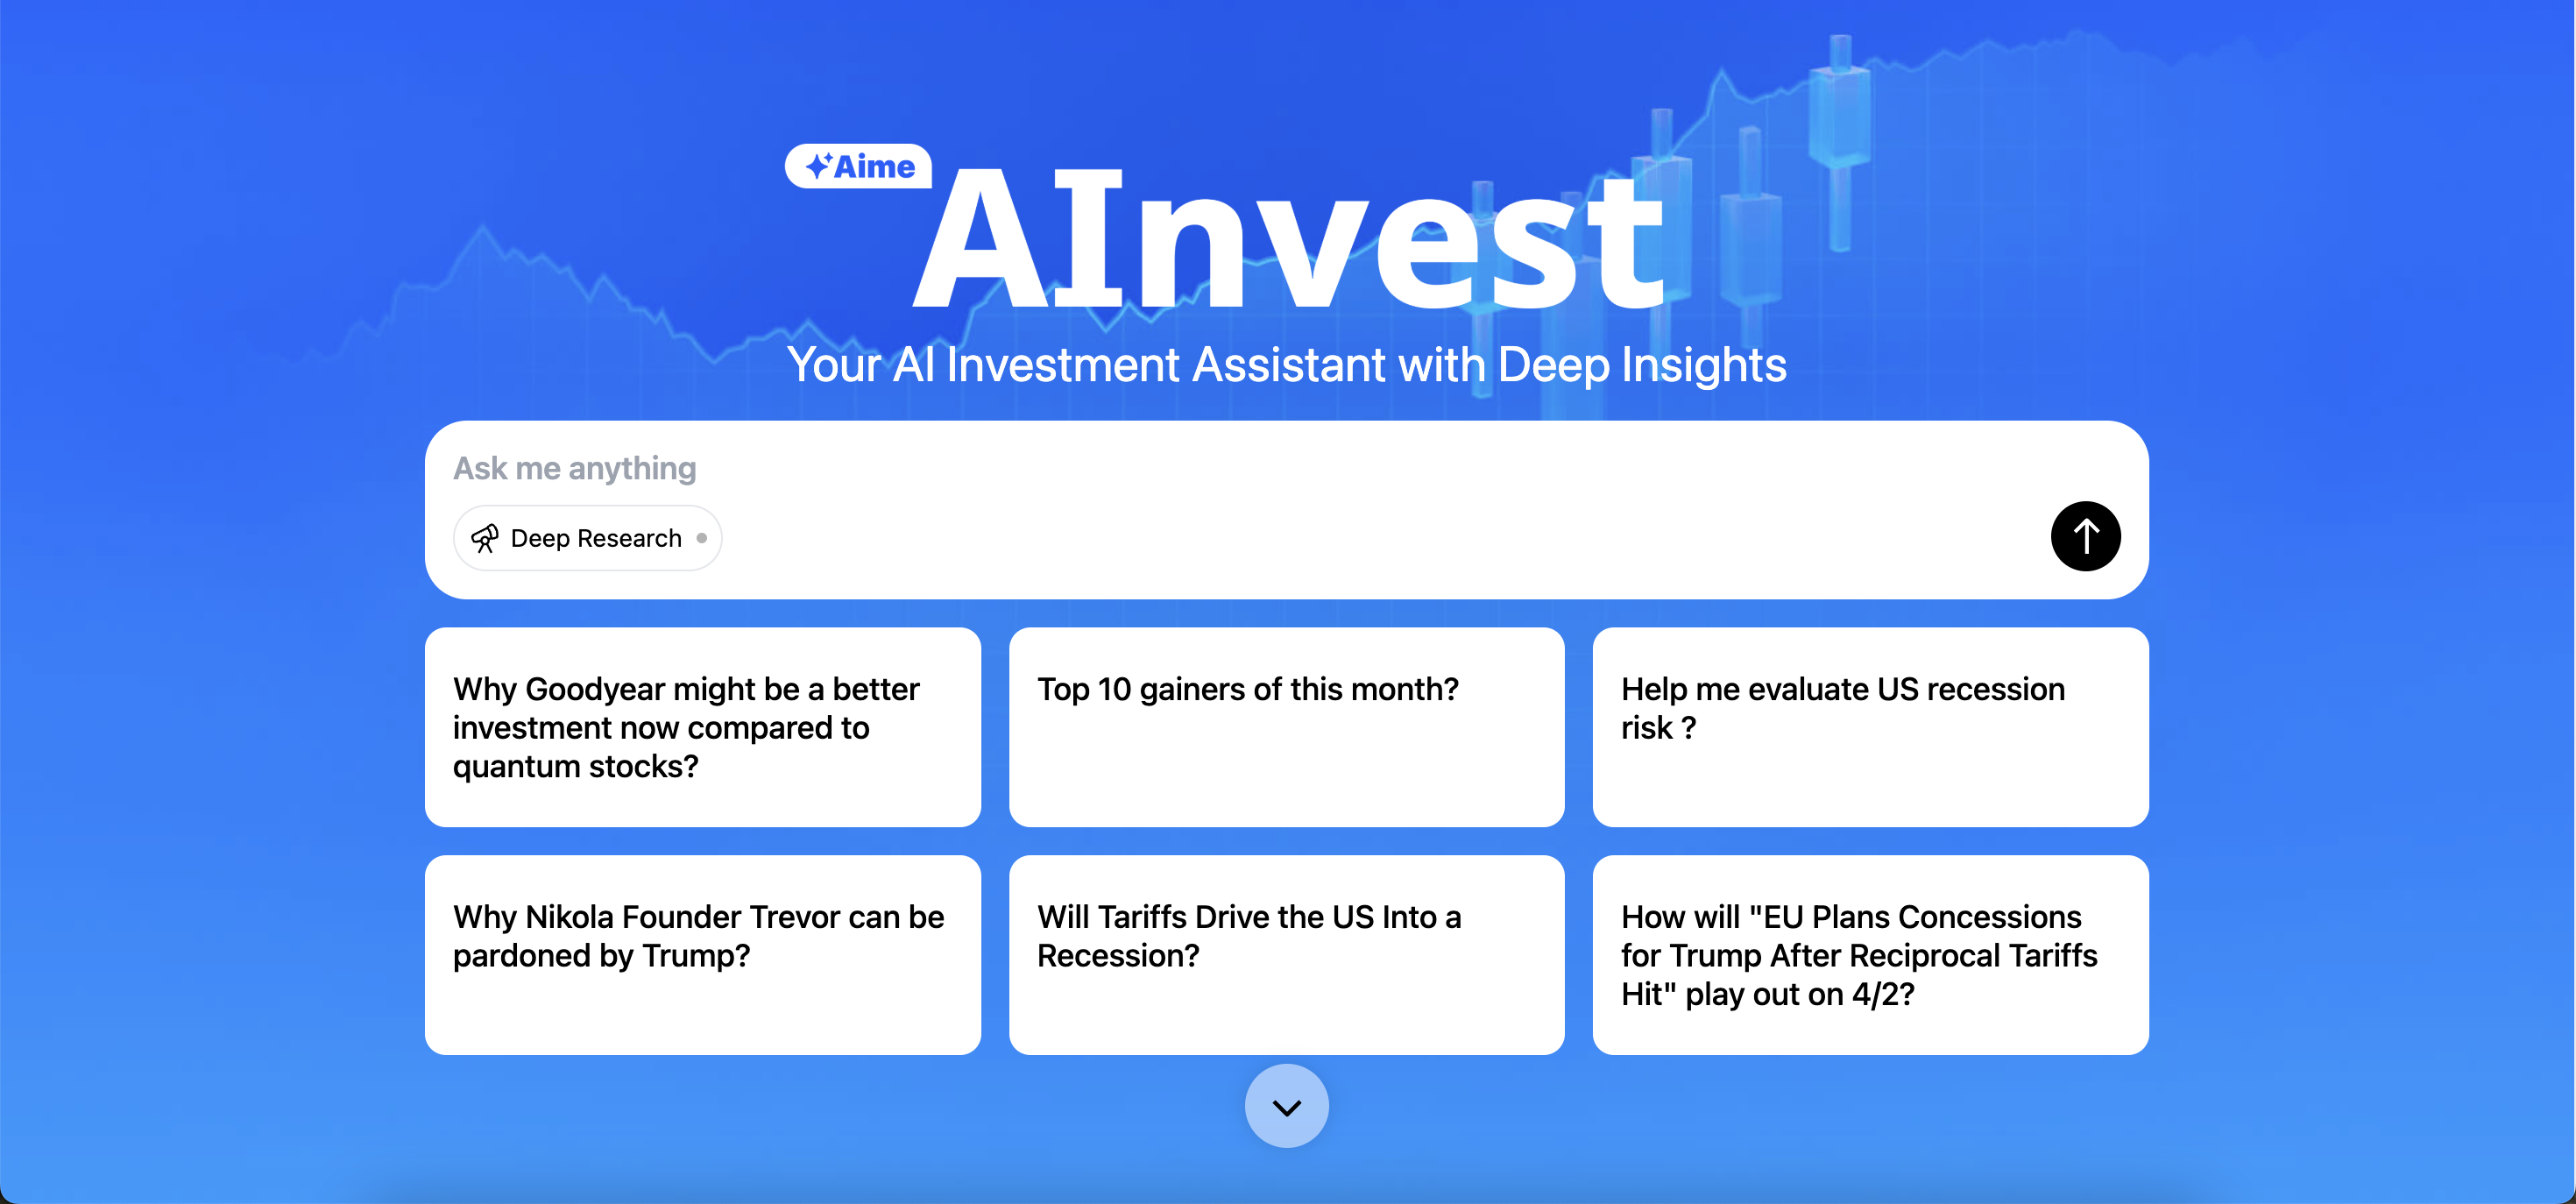 Aime
AInvest
Your AI Investment Assistant with Deep Insights
Ask me anything
Deep Research
Why Goodyear might be a better
investment now compared to
quantum stocks?
Top 10 gainers of this month?
Help me evaluate US recession
risk ?
Why Nikola Founder Trevor can be
pardoned by Trump?
Will Tariffs Drive the US Into a
Recession?
How will "EU Plans Concessions
for Trump After Reciprocal Tariffs
Hit" play out on 4/2?